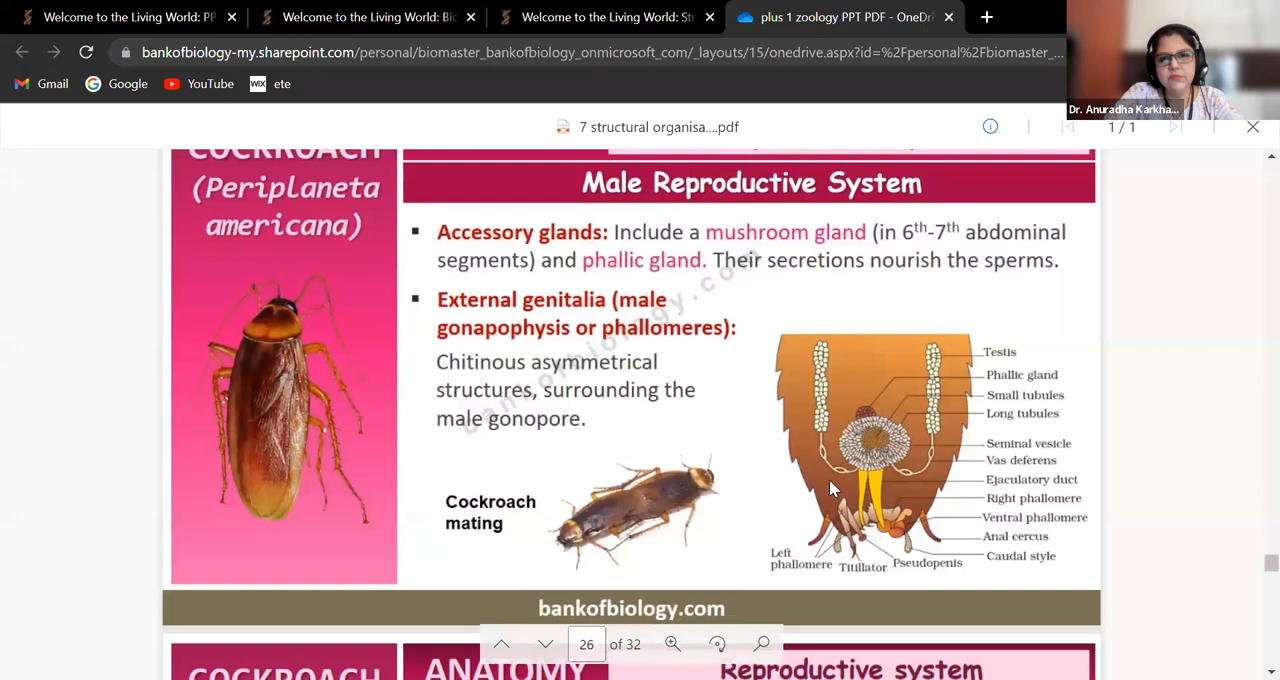 Welcome to the Living World: PP
Welcome to the Living World: Bio
Welcome to the Living World: Str
plus 1 zoology PPT PDF - OneDri
bankofbiology-my.sharepoint.com/personal/biomaster_bankofbiology_onmicrosoft_com/_layouts/15/onedrive.aspx?id=%2Fpersonal%2Fbiomaster_...
Gmail
Google
YouTube
WIX
ete
Dr. Anuradha Karkha...
7 structural organisa....pdf
1 / 1
COCKROACH
(Periplaneta
americana)
Male Reproductive System
Accessory glands: Include a mushroom gland (in 6th-7th abdominal
segments) and phallic gland. Their secretions nourish the sperms.
External genitalia (male
gonapophysis or phallomeres):
Chitinous asymmetrical
structures, surrounding the
male gonopore.
bankofbiology.com
Cockroach
mating
Testis
Phallic gland
Small tubules
Long tubules
Seminal vesicle
Vas deferens
Ejaculatory duct
Right phallomere
Ventral phallomere
Anal cercus
Caudal style
Left
phallomere
Titillator
Pseudopenis
bankofbiology.com
26 of 32
COCKROACH
ANATOMY
Reproductive system